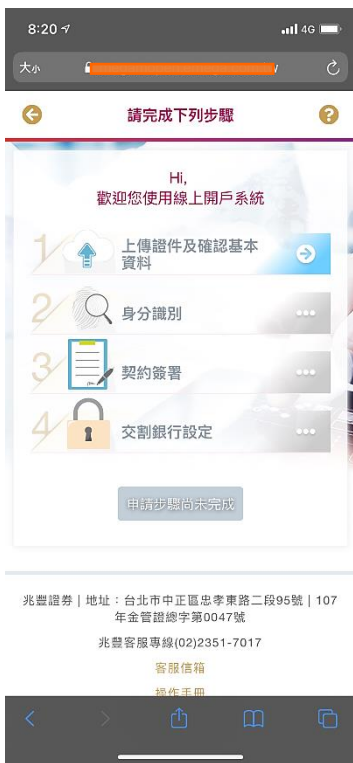 8:20
4G
大小
請完成下列步驟
?
Hi,
歡迎您使用線上開戶系統
1
上傳證件及確認基本
資料
2
身分識別
3
契約簽署
4
交割銀行設定
申請步驟尚未完成
兆豐證券 | 地址：台北市中正區忠孝東路二段95號 | 107
年金管證總字第0047號
兆豐客服專線(02)2351-7017
客服信箱
操作手冊